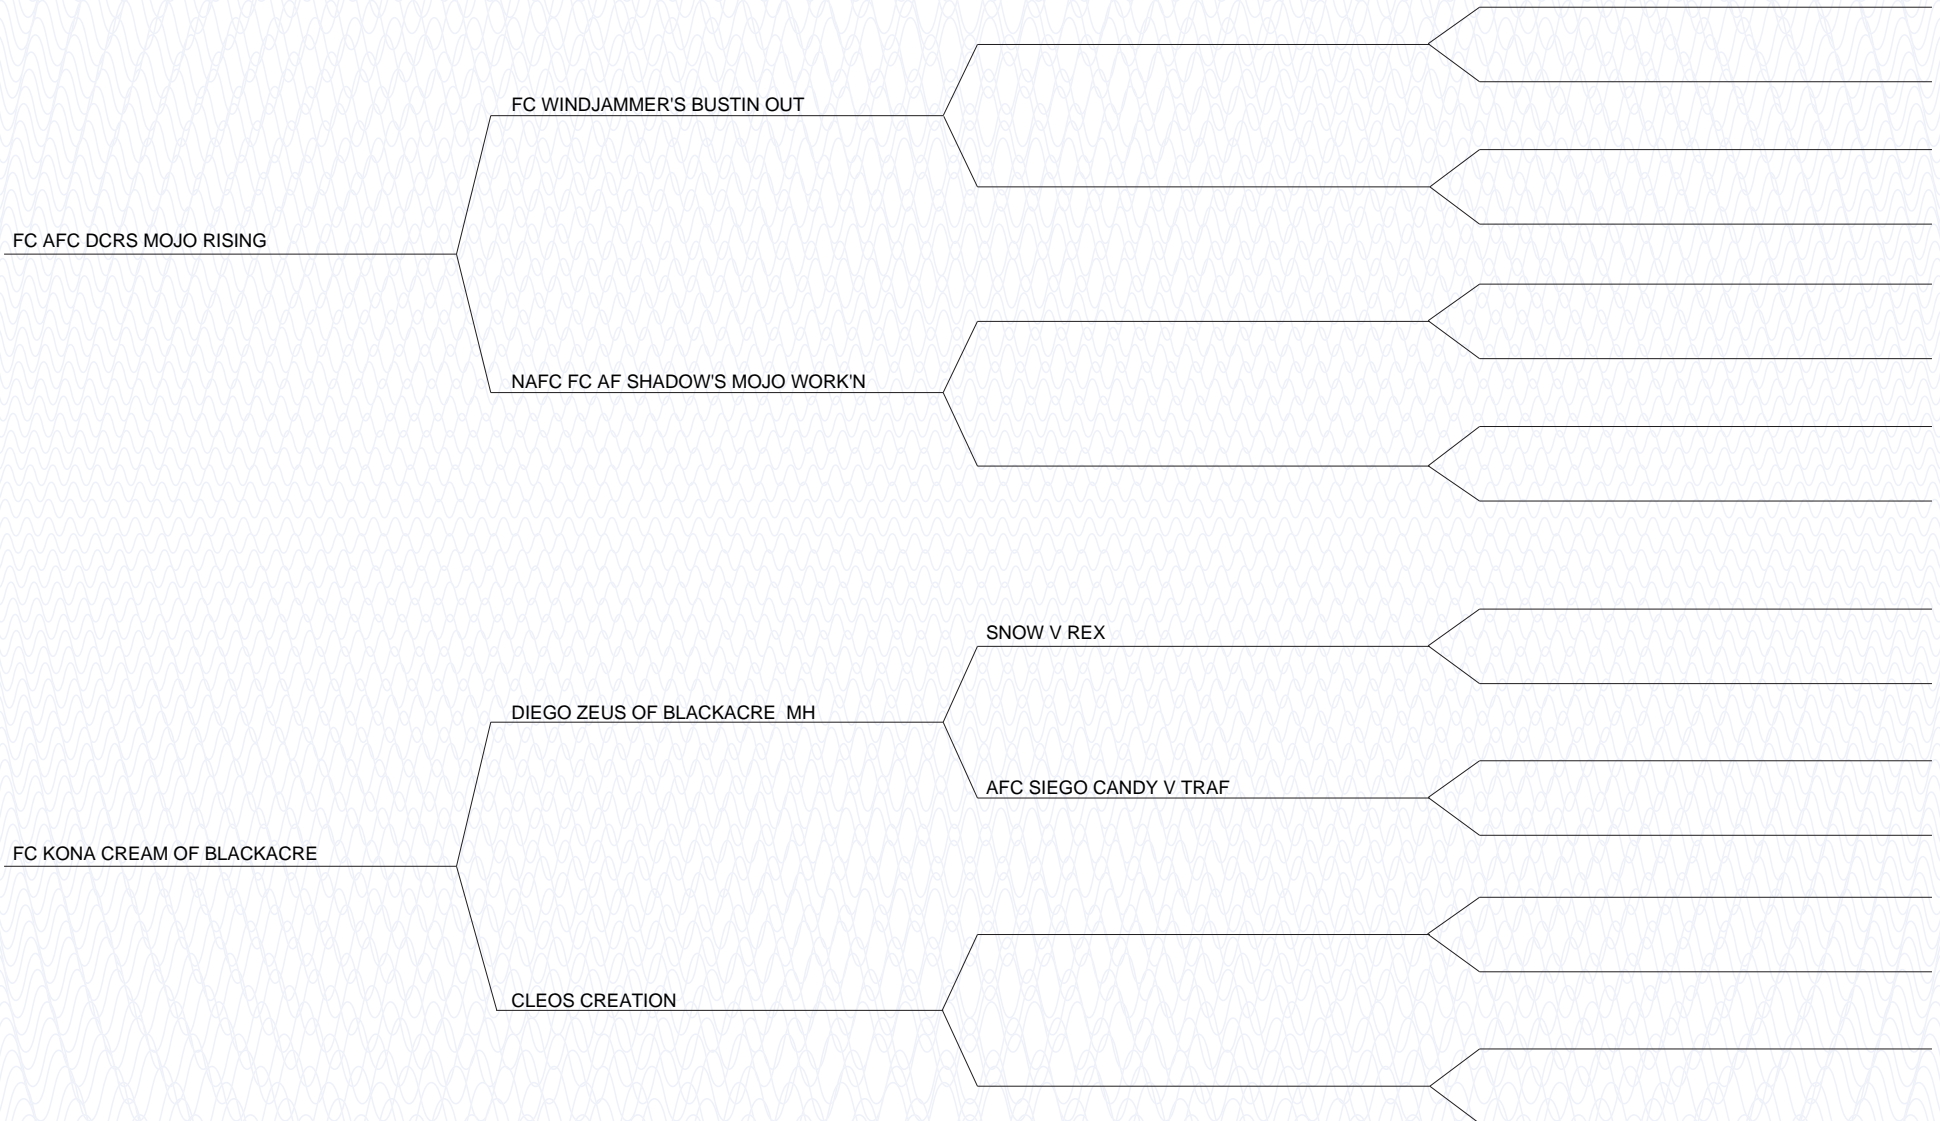 FC WINDJAMMER'S BUSTIN OUT
FC AFC DCRS MOJO RISING
NAFC FC AF SHADOW'S MOJO WORK'N
SNOW V REX
DIEGO ZEUS OF BLACKACRE  MH
AFC SIEGO CANDY V TRAF
FC KONA CREAM OF BLACKACRE
CLEOS CREATION